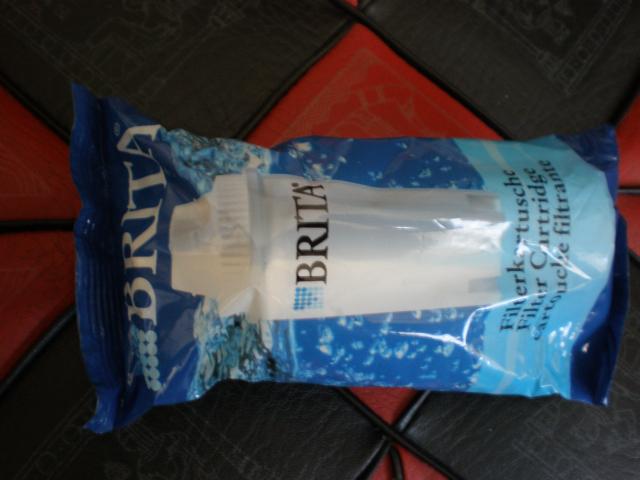 BRITA®
BRITA®
Filterkartusche
Filter Cartridge
cartouche filtrante